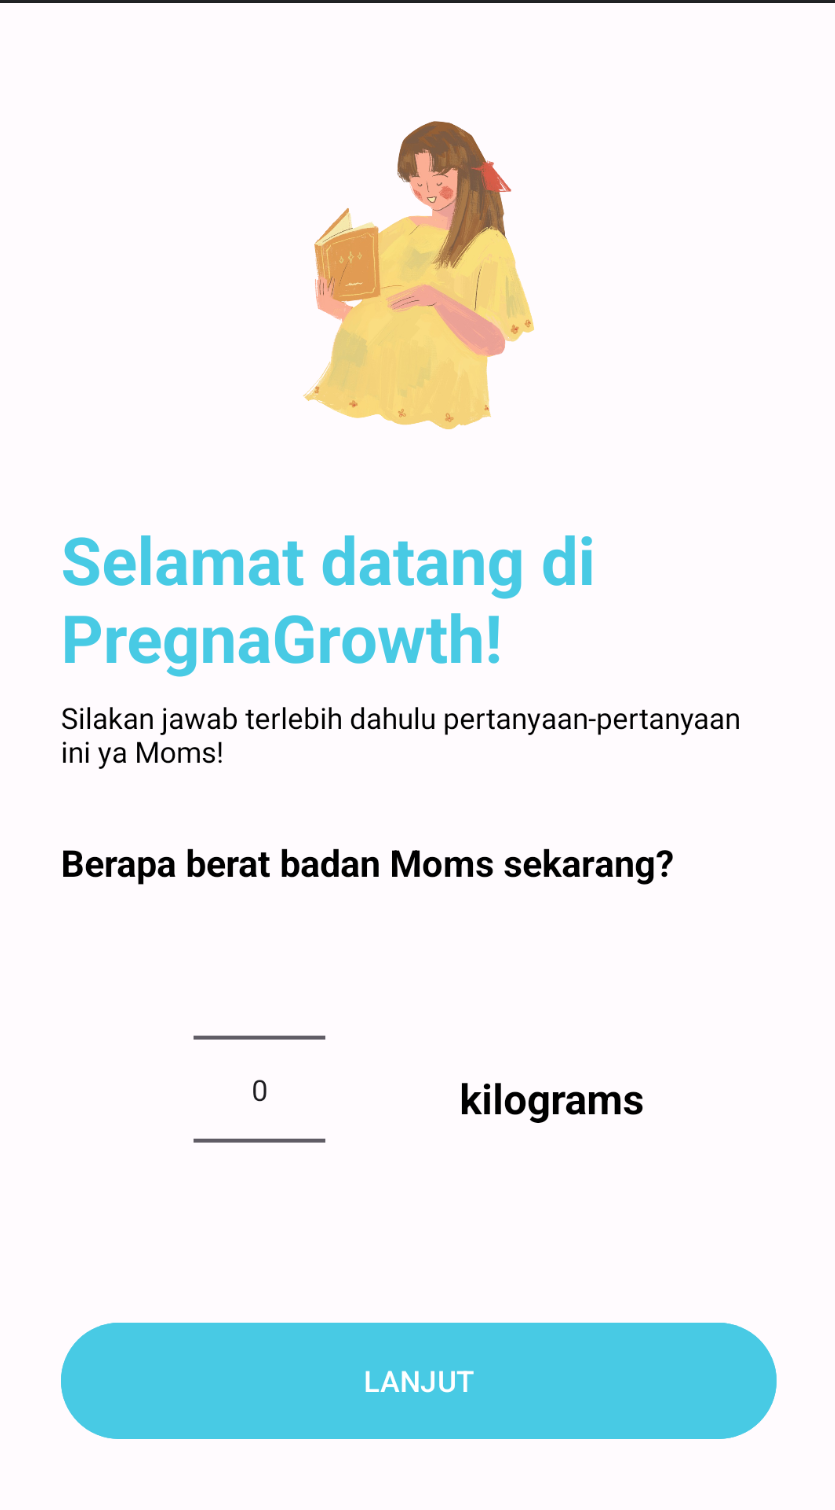 Selamat datang di
PregnaGrowth!
Silakan jawab terlebih dahulu pertanyaan-pertanyaan
ini ya Moms!
Berapa berat badan Moms sekarang?
0
kilograms
LANJUT